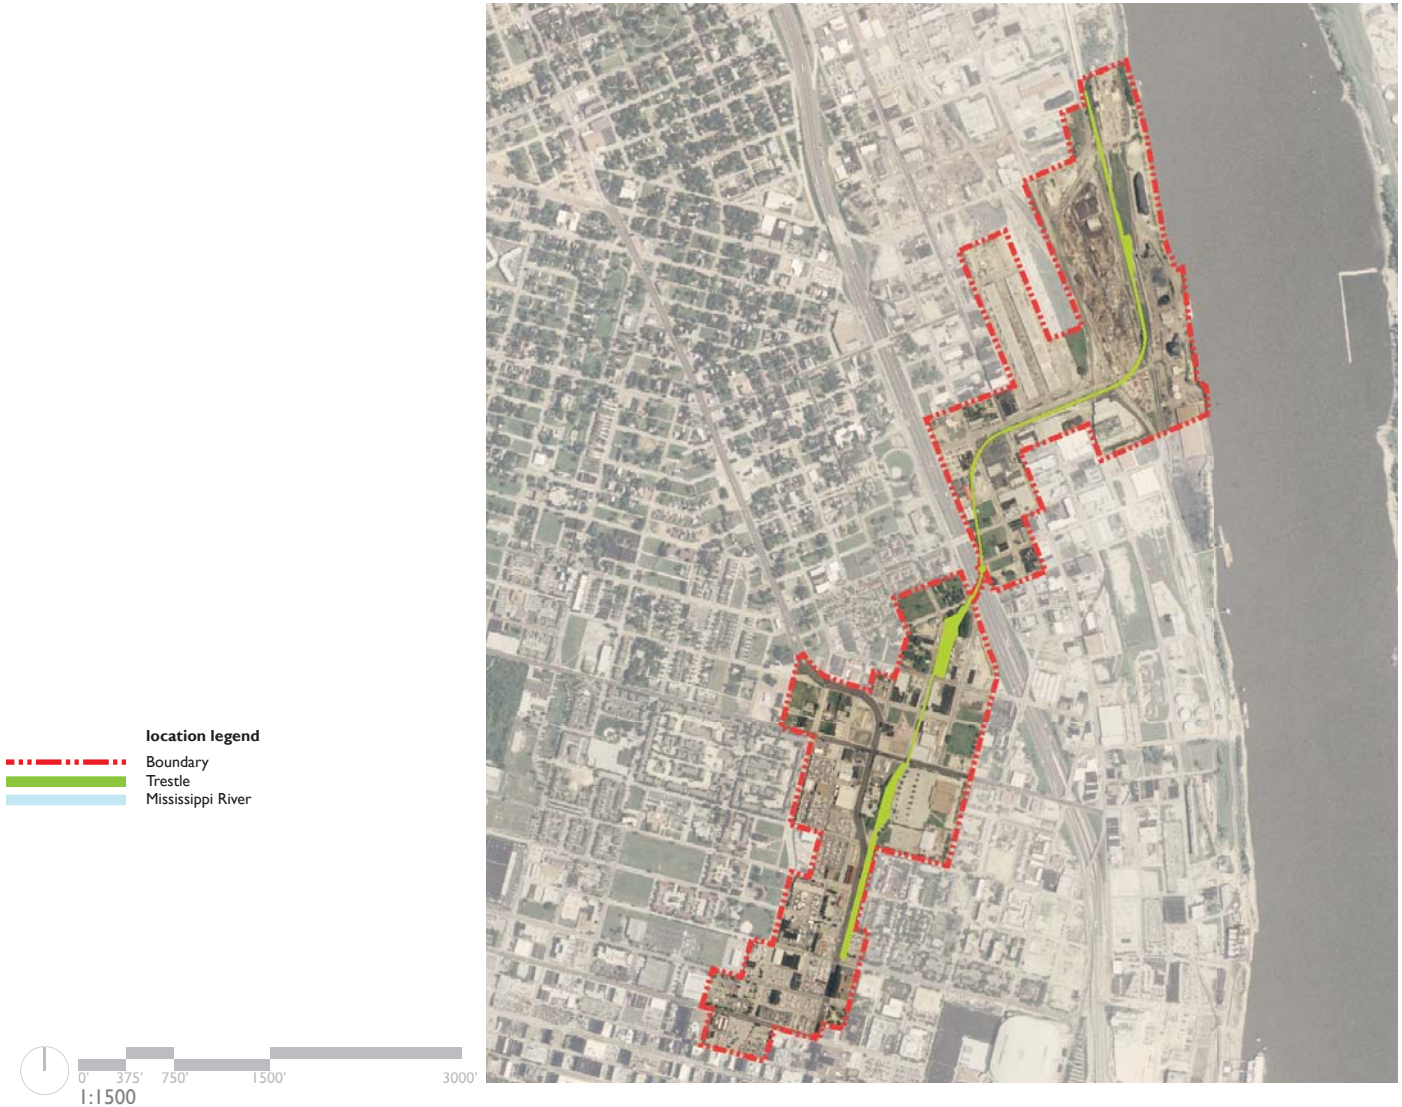 location legend
Boundary
Trestle
Mississippi River
0' 375' 750' 1500' 3000'
1:1500